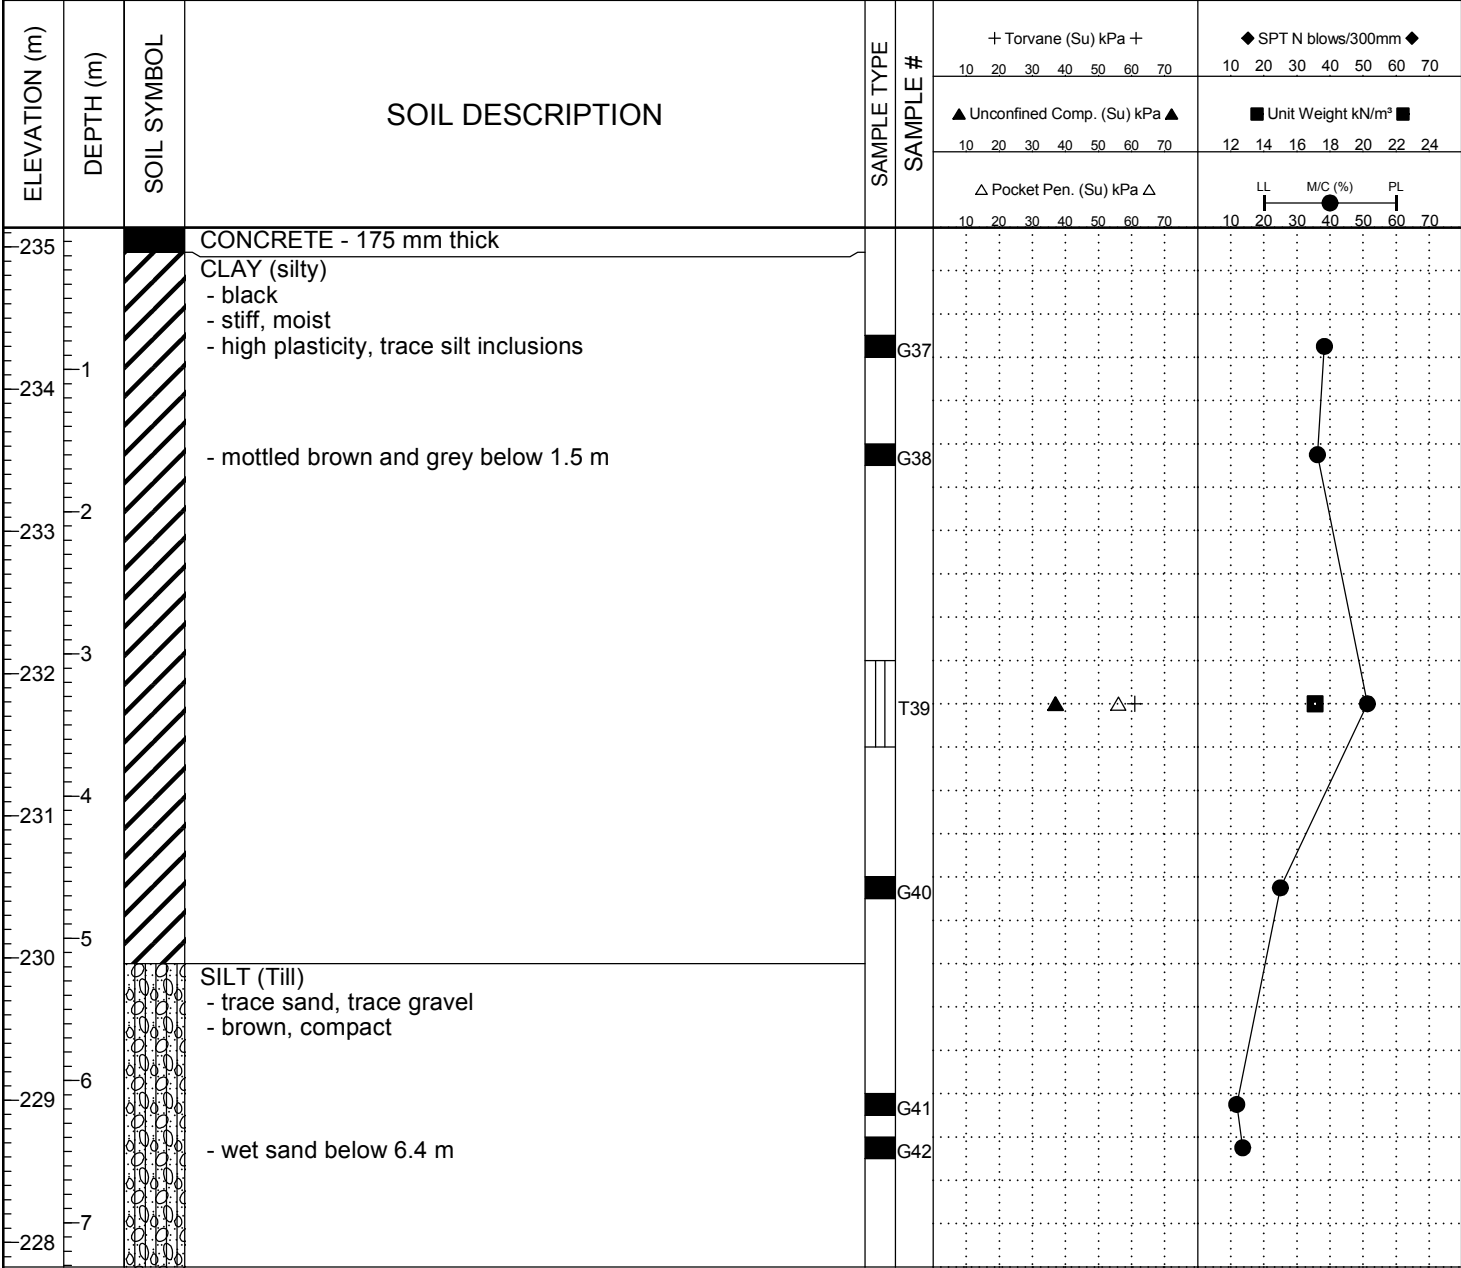 ELEVATION (m)
DEPTH (m)
SOIL SYMBOL
SOIL DESCRIPTION
SAMPLE TYPE
SAMPLE #
+ Torvane (Su) kPa +
10 20 30 40 50 60 70
▲ Unconfined Comp. (Su) kPa ▲
10 20 30 40 50 60 70
△ Pocket Pen. (Su) kPa △
10 20 30 40 50 60 70
◆ SPT N blows/300mm ◆
10 20 30 40 50 60 70
■ Unit Weight kN/m³ ■
12 14 16 18 20 22 24
LL M/C (%) PL
10 20 30 40 50 60 70
235
CONCRETE - 175 mm thick
CLAY (silty)
- black
- stiff, moist
- high plasticity, trace silt inclusions
G37
1
234
- mottled brown and grey below 1.5 m
G38
2
233
3
232
T39
4
231
G40
5
230
SILT (Till)
- trace sand, trace gravel
- brown, compact
6
229
G41
- wet sand below 6.4 m
G42
7
228